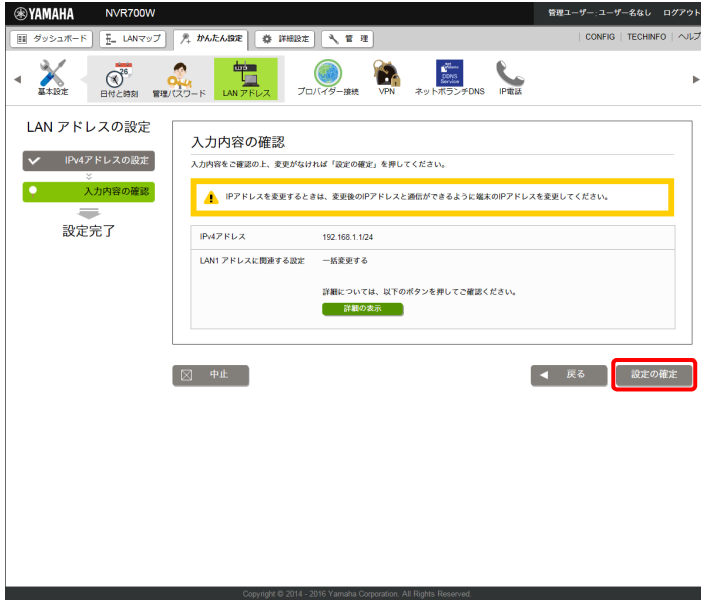 YAMAHA NVR700W 管理ユーザー:ユーザー名なし ログアウト
ダッシュボード LANマップ かんたん設定 詳細設定 管 理 CONFIG TECHINFO ヘルプ
26
DDNS
Service
基本設定 日付と時刻 管理パスワード LAN アドレス プロバイダー接続 VPN ネットボランチDNS IP電話
LAN アドレスの設定
IPv4アドレスの設定
入力内容の確認
設定完了
入力内容の確認
入力内容をご確認の上、変更がなければ「設定の確定」を押してください。
IPアドレスを変更するときは、変更後のIPアドレスと通信ができるように端末のIPアドレスを変更してください。
IPv4アドレス 192.168.1.1/24
LAN1 アドレスに関連する設定 一括変更する
詳細については、以下のボタンを押してご確認ください。
詳細の表示
中止 戻る 設定の確定
Copyright © 2014 - 2016 Yamaha Corporation. All Rights Reserved.